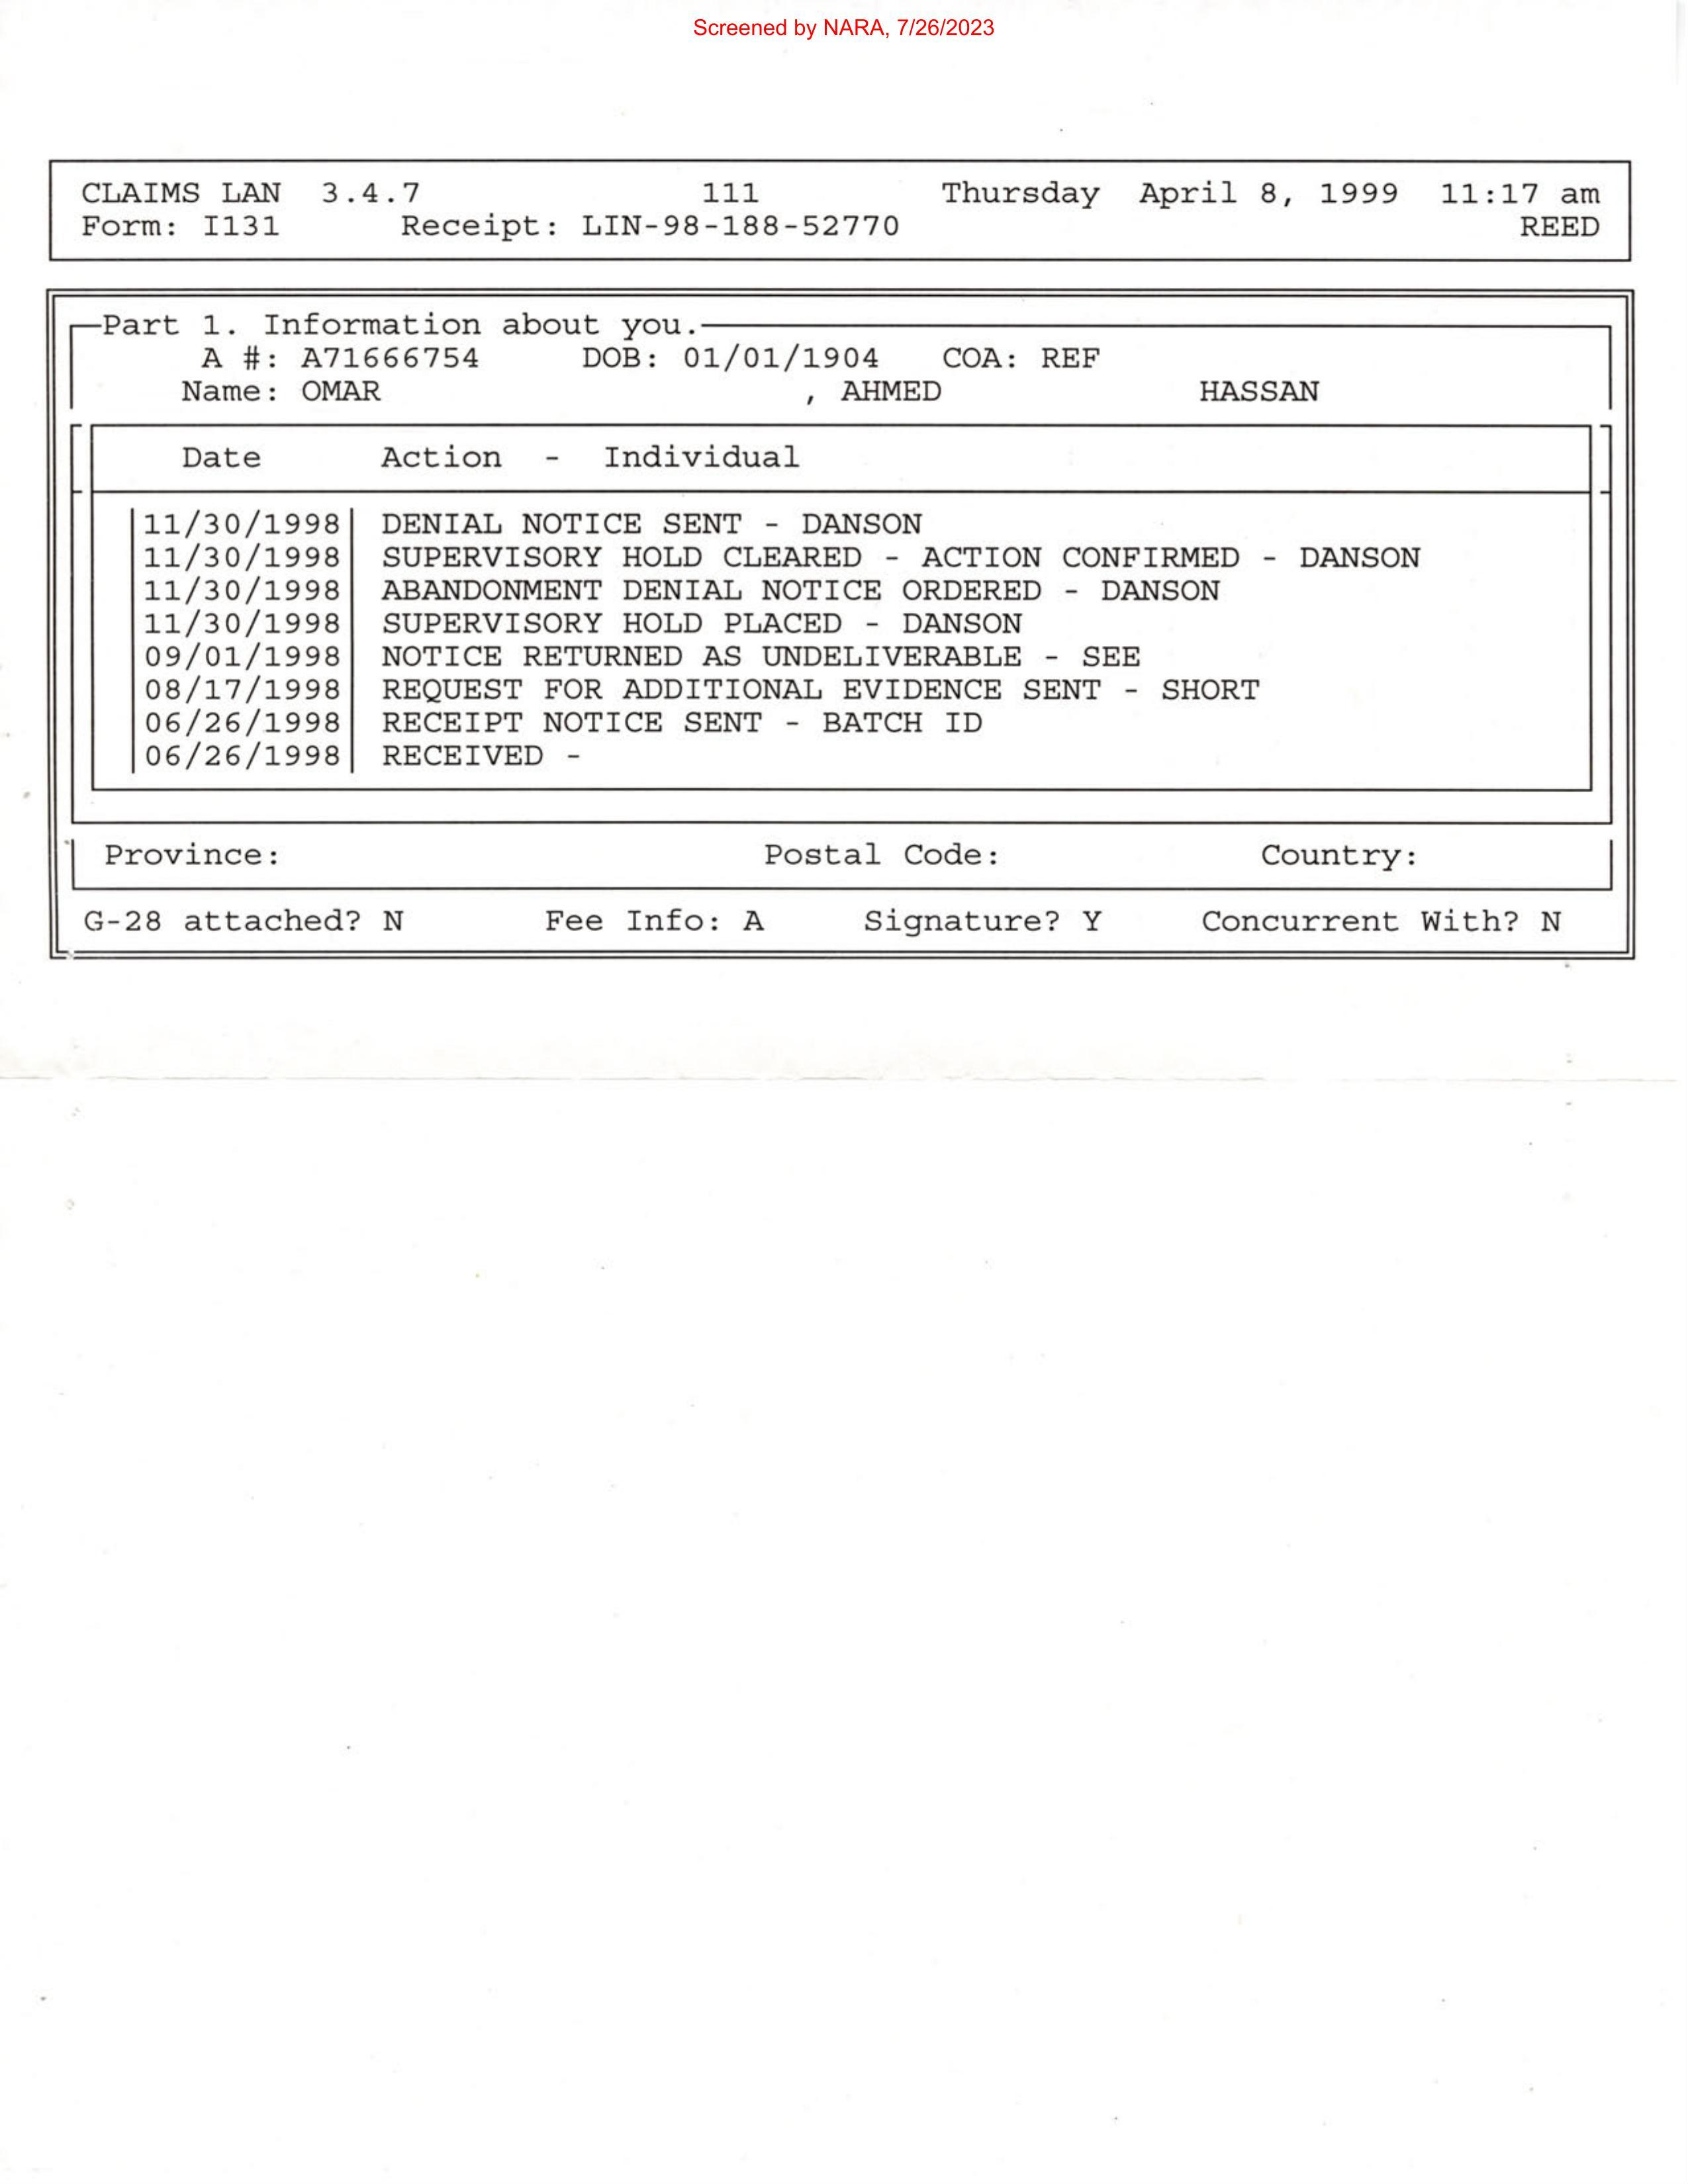 Screened by NARA, 7/26/2023
CLAIMS LAN 3.4.7 111 Thursday April 8, 1999 11:17 am
Form: I131 Receipt: LIN-98-188-52770 REED
Part 1. Information about you.
A #: A71666754 DOB: 01/01/1904 COA: REF
Name: OMAR , AHMED HASSAN
Date Action - Individual
11/30/1998 DENIAL NOTICE SENT - DANSON
11/30/1998 SUPERVISORY HOLD CLEARED - ACTION CONFIRMED - DANSON
11/30/1998 ABANDONMENT DENIAL NOTICE ORDERED - DANSON
11/30/1998 SUPERVISORY HOLD PLACED - DANSON
09/01/1998 NOTICE RETURNED AS UNDELIVERABLE - SEE
08/17/1998 REQUEST FOR ADDITIONAL EVIDENCE SENT - SHORT
06/26/1998 RECEIPT NOTICE SENT - BATCH ID
06/26/1998 RECEIVED -
Province: Postal Code: Country:
G-28 attached? N Fee Info: A Signature? Y Concurrent With? N